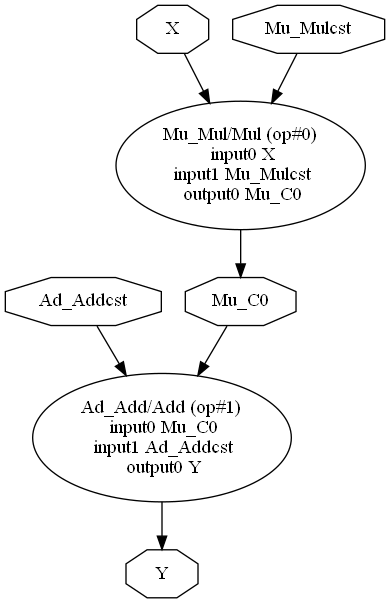 X
Mu_Mulcst
Mu_Mul/Mul (op#0)
input0 X
input1 Mu_Mulcst
output0 Mu_C0
Ad_Addcst
Mu_C0
Ad_Add/Add (op#1)
input0 Mu_C0
input1 Ad_Addcst
output0 Y
Y